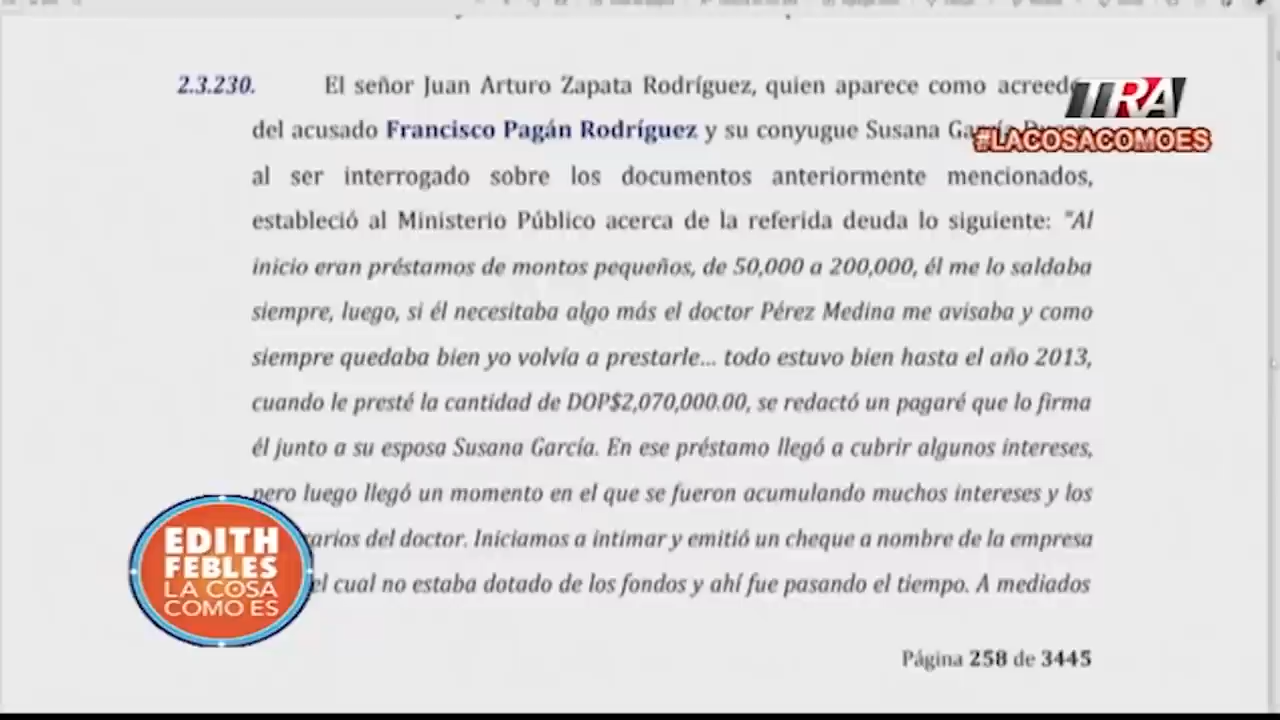 2.3.230. El señor Juan Arturo Zapata Rodríguez, quien aparece como
TRA
del acusado Francisco Pagán Rodríguez y su conyugue Susana
#LACOSACOMOES
al ser interrogado sobre los documentos anteriormente mencionados,
estableció al Ministerio Público acerca de la referida deuda lo siguiente: "Al
inicio eran préstamos de montos pequeños, de 50,000 a 200,000, él me lo saldaba
siempre, luego, si él necesitaba algo más el doctor Pérez Medina me avisaba y como
siempre quedaba bien yo volvía a prestarle... todo estuvo bien hasta el año 2013,
cuando le presté la cantidad de DOP$2,070,000.00, se redactó un pagaré que lo firma
él junto a su esposa Susana García. En ese préstamo llegó a cubrir algunos intereses,
pero luego llegó un momento en el que se fueron acumulando muchos intereses y los
del doctor. Iniciamos a intimar y emitió un cheque a nombre de la empresa
el cual no estaba dotado de los fondos y ahí fue pasando el tiempo. A mediados
EDITH
FEBLES
LA COSA
COMO ES
Página 258 de 3445